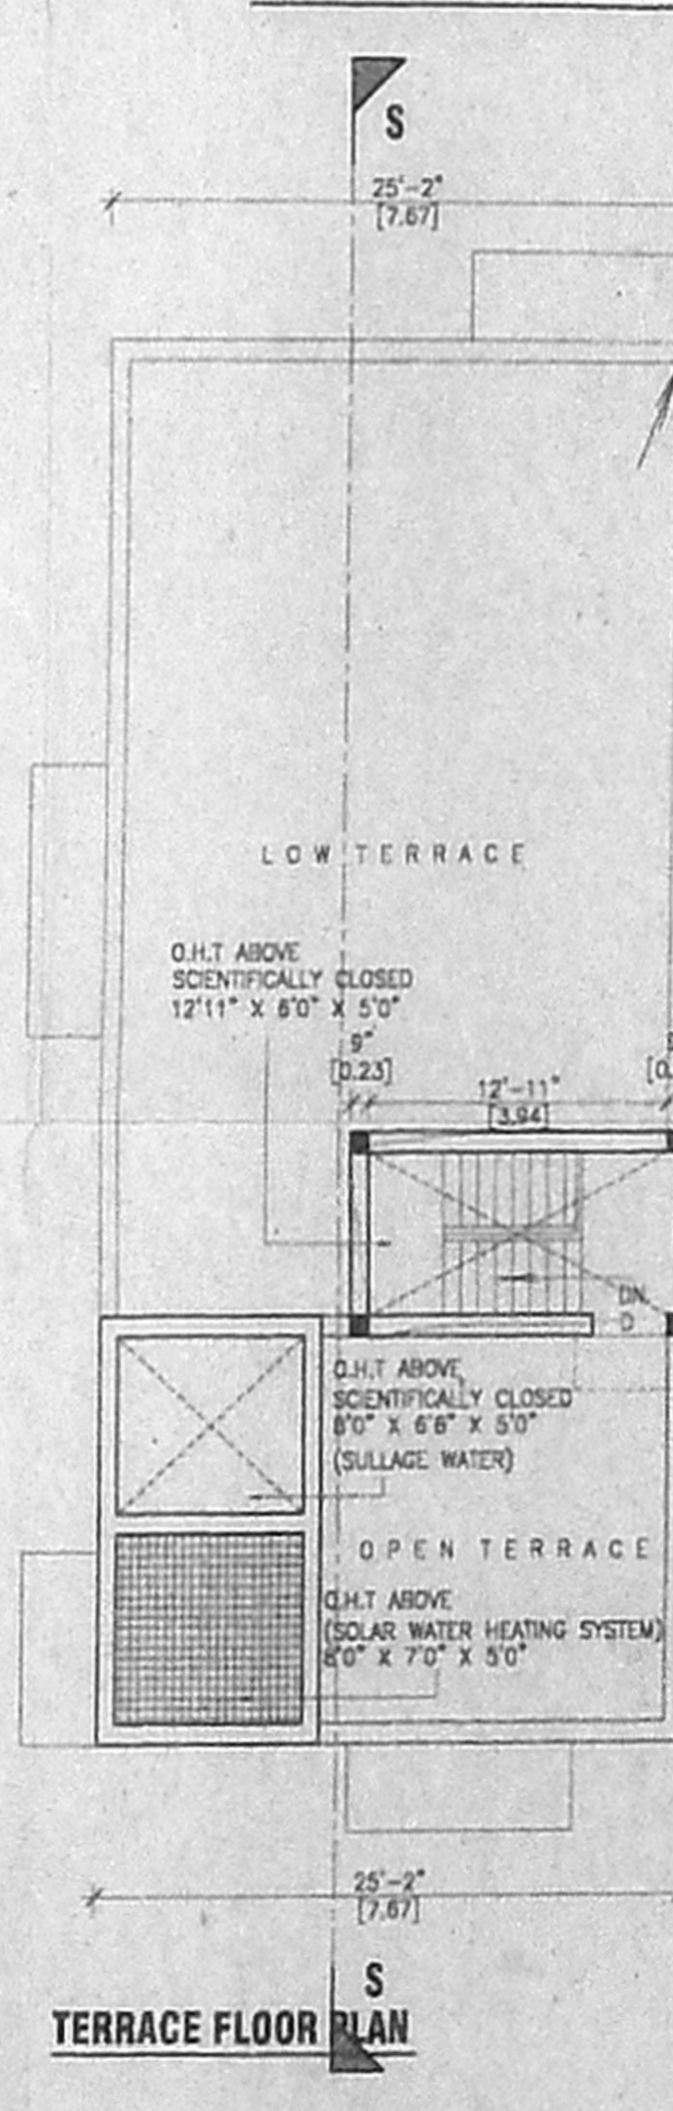 S
25'-2"
[7.67]
LOW TERRACE
O.H.T ABOVE
SCIENTIFICALLY CLOSED
12'11" X 6'0" X 5'0"
9"
[0.23]
12'-11"
[3.94]
DN.
D
O.H.T ABOVE,
SCIENTIFICALLY CLOSED
8'0" X 6'6" X 5'0"
(SULLAGE WATER)
OPEN TERRACE
O.H.T ABOVE
(SOLAR WATER HEATING SYSTEM)
8'0" X 7'0" X 5'0"
25'-2"
[7.67]
S
TERRACE FLOOR PLAN